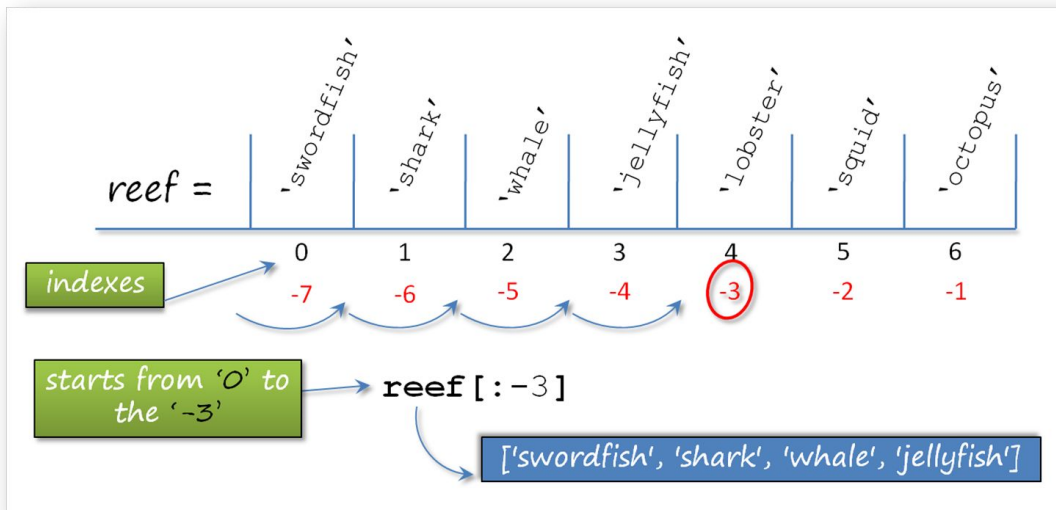 reef =
'swordfish'
'shark'
'whale'
'jellyfish'
'lobster'
'squid'
'octopus'
0 1 2 3 4 5 6
indexes
-7 -6 -5 -4 -3 -2 -1
starts from ‘0’ to
the ‘-3’
reef[:-3]
['swordfish', 'shark', 'whale', 'jellyfish']